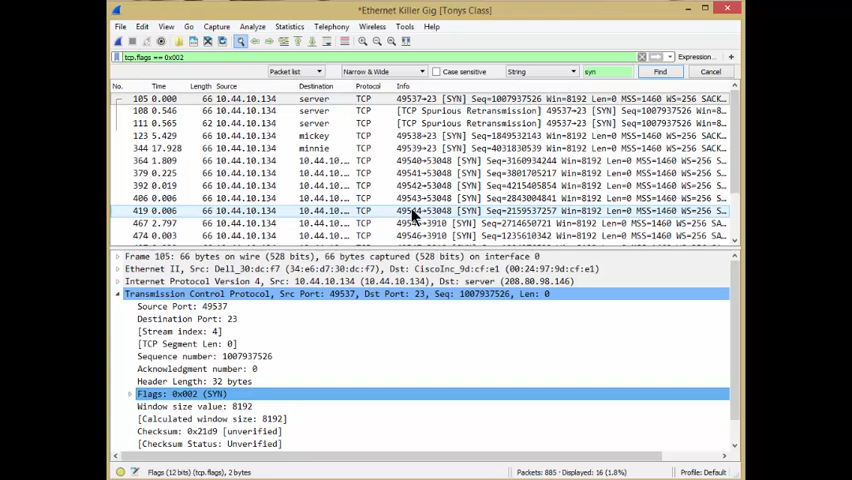 *Ethernet Killer Gig [Tonys Class]
File Edit View Go Capture Analyze Statistics Telephony Wireless Tools Help
tcp.flags == 0x002 Expression... +
Packet list Narrow & Wide Case sensitive String syn Find Cancel
No. Time Length Source Destination Protocol Info
105 0.000 66 10.44.10.134 server TCP 49537→23 [SYN] Seq=1007937526 Win=8192 Len=0 MSS=1460 WS=256 SACK…
108 0.546 66 10.44.10.134 server TCP [TCP Spurious Retransmission] 49537→23 [SYN] Seq=1007937526 Win=8…
111 0.565 62 10.44.10.134 server TCP [TCP Spurious Retransmission] 49537→23 [SYN] Seq=1007937526 Win=8…
123 5.429 66 10.44.10.134 mickey TCP 49538→23 [SYN] Seq=1849532143 Win=8192 Len=0 MSS=1460 WS=256 SACK…
344 17.928 66 10.44.10.134 minnie TCP 49539→23 [SYN] Seq=4031830539 Win=8192 Len=0 MSS=1460 WS=256 SACK…
364 1.809 66 10.44.10.134 10.44.10.… TCP 49540→53048 [SYN] Seq=3160934244 Win=8192 Len=0 MSS=1460 WS=256 S…
379 0.225 66 10.44.10.134 10.44.10.… TCP 49541→53048 [SYN] Seq=2271805895 Win=8192 Len=0 MSS=1460 WS=256 S…
392 0.019 66 10.44.10.134 10.44.10.… TCP 49542→53048 [SYN] Seq=4215405854 Win=8192 Len=0 MSS=1460 WS=256 S…
406 0.006 66 10.44.10.134 10.44.10.… TCP 49543→53048 [SYN] Seq=2843004841 Win=8192 Len=0 MSS=1460 WS=256 S…
419 0.006 66 10.44.10.134 10.44.10.… TCP 49544→53048 [SYN] Seq=2159537257 Win=8192 Len=0 MSS=1460 WS=256 S…
467 2.797 66 10.44.10.134 10.44.10.… TCP 49545→3910 [SYN] Seq=2714650721 Win=8192 Len=0 MSS=1460 WS=256 SA…
474 0.003 66 10.44.10.134 10.44.10.… TCP 49546→3910 [SYN] Seq=1235610342 Win=8192 Len=0 MSS=1460 WS=256 SA…
Frame 105: 66 bytes on wire (528 bits), 66 bytes captured (528 bits) on interface 0
Ethernet II, Src: Dell_30:dc:f7 (34:e6:d7:30:dc:f7), Dst: CiscoInc_9d:cf:e1 (00:24:97:9d:cf:e1)
Internet Protocol Version 4, Src: 10.44.10.134 (10.44.10.134), Dst: server (208.80.98.146)
Transmission Control Protocol, Src Port: 49537, Dst Port: 23, Seq: 1007937526, Len: 0
Source Port: 49537
Destination Port: 23
[Stream index: 4]
[TCP Segment Len: 0]
Sequence number: 1007937526
Acknowledgment number: 0
Header Length: 32 bytes
Flags: 0x002 (SYN)
Window size value: 8192
[Calculated window size: 8192]
Checksum: 0x21d9 [unverified]
[Checksum Status: Unverified]
Flags (12 bits) (tcp.flags), 2 bytes Packets: 885 · Displayed: 16 (1.8%) Profile: Default